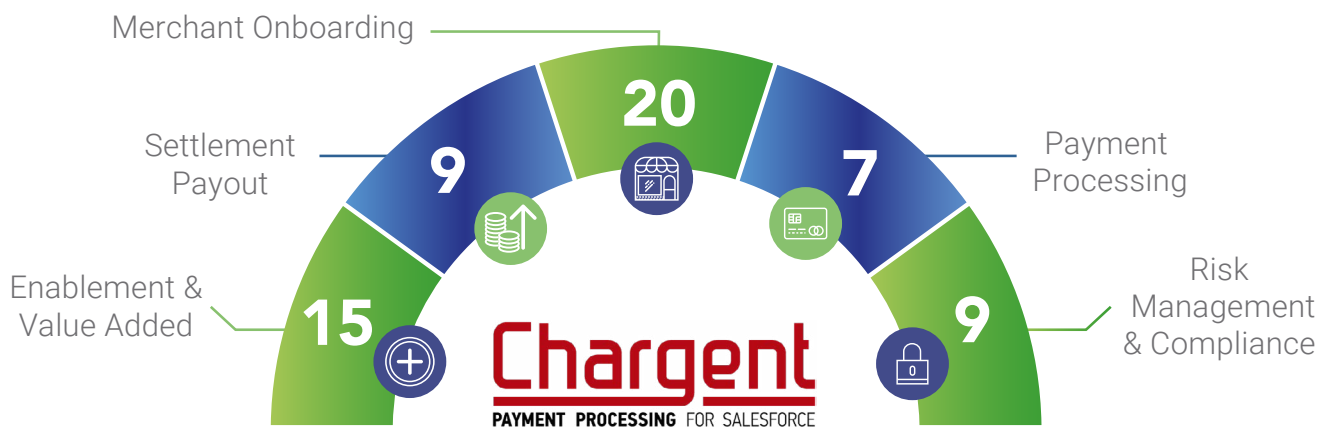 Merchant Onboarding
20
Settlement
Payout
9
7
Payment
Processing
Enablement &
Value Added
15
9
Risk
Management
& Compliance
0
Chargent
PAYMENT PROCESSING FOR SALESFORCE